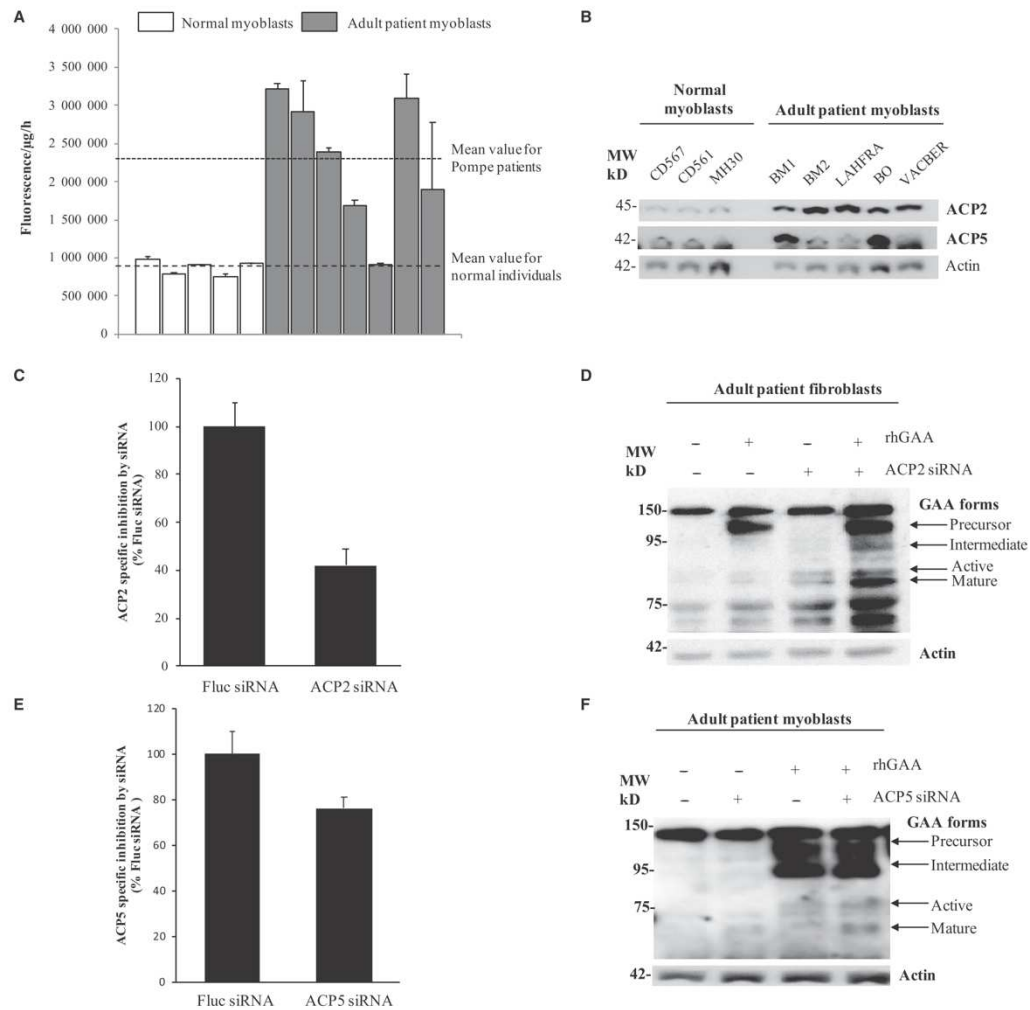 A
Normal myoblasts
Adult patient myoblasts
4 000 000
3 500 000
3 000 000
2 500 000
2 000 000
1 500 000
1 000 000
500 000
0
Fluorescence/µg/h
Mean value for
Pompe patients
Mean value for
normal individuals
B
Normal
myoblasts
Adult patient myoblasts
MW
kD
CD567
CD561
MH30
BM1
BM2
LAHFRA
BO
VACBER
45-
ACP2
42-
ACP5
42-
Actin
C
120
100
80
60
40
20
0
ACP2 specific inhibition by siRNA
(% Fluc siRNA)
Fluc siRNA
ACP2 siRNA
D
Adult patient fibroblasts
– + – + rhGAA
– – + + ACP2 siRNA
MW
kD
GAA forms
150-
Precursor
95-
Intermediate
Active
Mature
75-
42-
Actin
E
120
100
80
60
40
20
0
ACP5 specific inhibition by siRNA
(% Fluc siRNA )
Fluc siRNA
ACP5 siRNA
F
Adult patient myoblasts
– – + + rhGAA
– + – + ACP5 siRNA
MW
kD
GAA forms
150-
Precursor
Intermediate
95-
Active
75-
Mature
42-
Actin